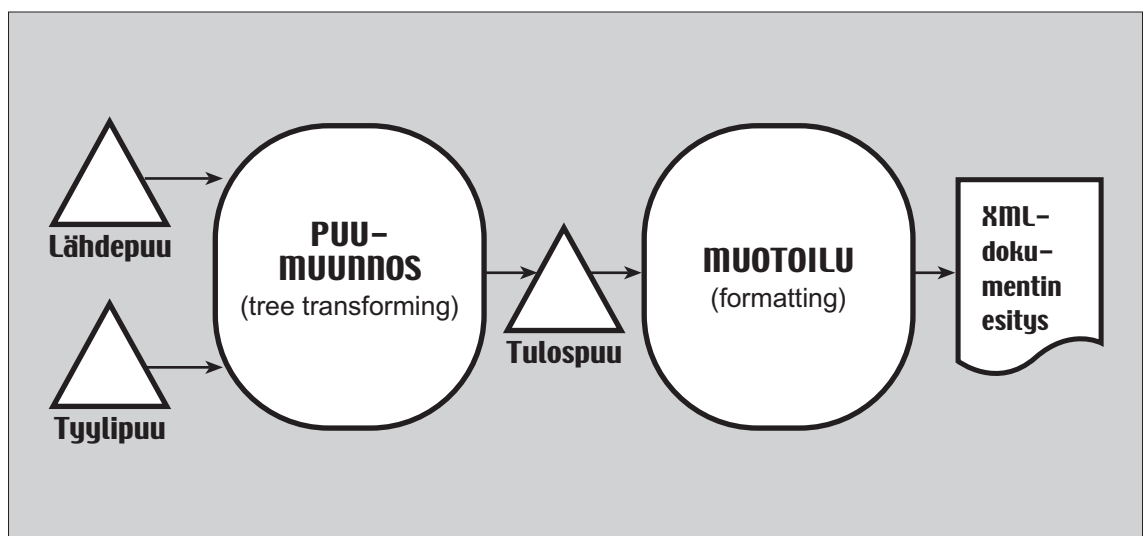 Lähdepuu
Tyylipuu
PUU-
MUUNNOS
(tree transforming)
Tulospuu
MUOTOILU
(formatting)
XML-
doku-
mentin
esitys